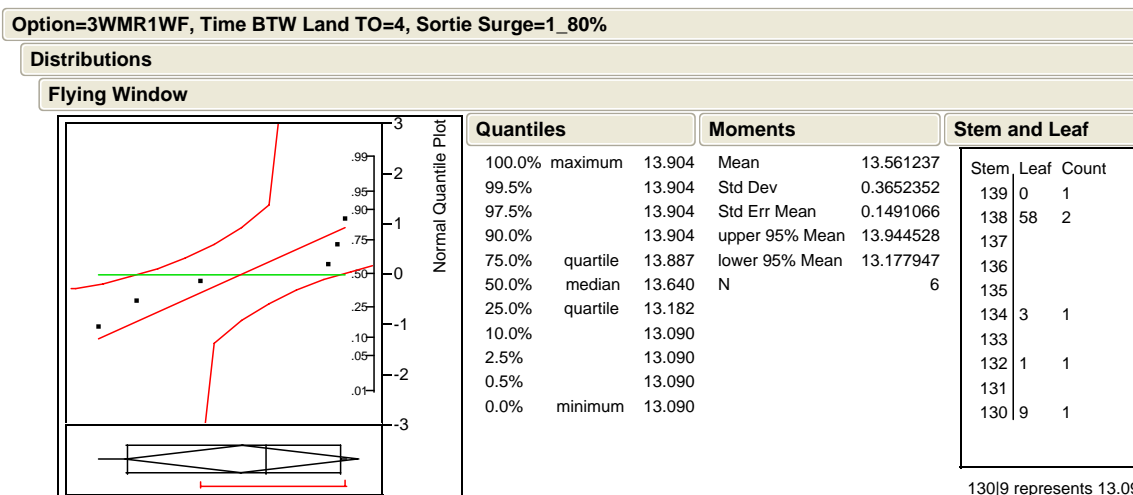 Option=3WMR1WF, Time BTW Land TO=4, Sortie Surge=1_80%
Distributions
Flying Window
3
2
1
0
-1
-2
-3
.99
.95
.90
.75
.50
.25
.10
.05
.01
Normal Quantile Plot
Quantiles
100.0% maximum 13.904
99.5% 13.904
97.5% 13.904
90.0% 13.904
75.0% quartile 13.887
50.0% median 13.640
25.0% quartile 13.182
10.0% 13.090
2.5% 13.090
0.5% 13.090
0.0% minimum 13.090
Moments
Mean 13.561237
Std Dev 0.3652352
Std Err Mean 0.1491066
upper 95% Mean 13.944528
lower 95% Mean 13.177947
N 6
Stem and Leaf
Stem Leaf Count
139 0 1
138 58 2
137
136
135
134 3 1
133
132 1 1
131
130 9 1
130|9 represents 13.09